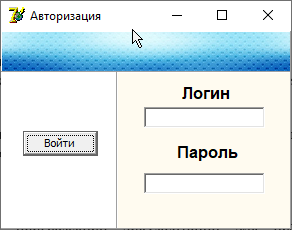 Авторизация
Логин
Войти
Пароль